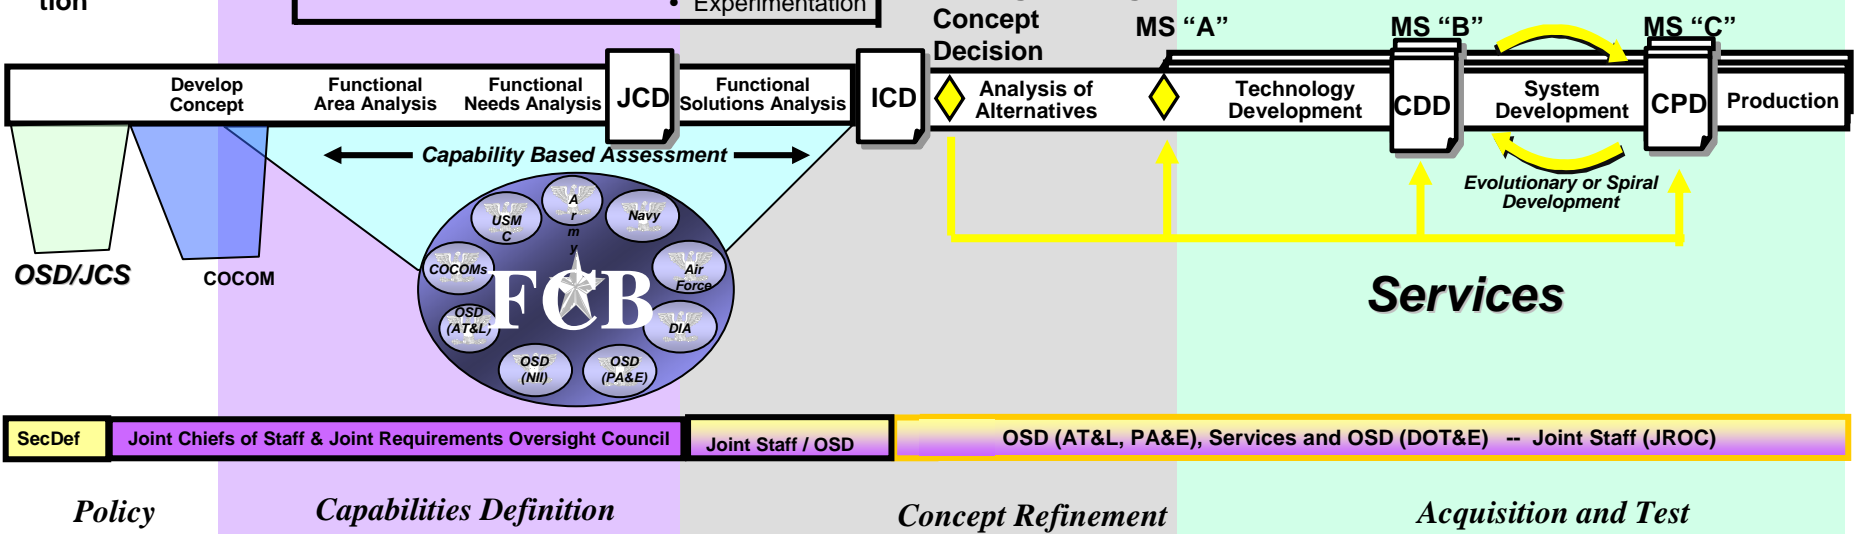 tion
• Experimentation
Concept
Decision
MS “A”
MS “B”
MS “C”
Develop
Concept
Functional
Area Analysis
Functional
Needs Analysis
JCD
Functional
Solutions Analysis
ICD
Analysis of
Alternatives
Technology
Development
CDD
System
Development
CPD
Production
Capability Based Assessment
Evolutionary or Spiral
Development
OSD/JCS
COCOM
USM
C
A
r
m
y
Navy
COCOMs
Air
Force
FCB
OSD
(AT&L)
DIA
OSD
(NII)
OSD
(PA&E)
Services
SecDef
Joint Chiefs of Staff & Joint Requirements Oversight Council
Joint Staff / OSD
OSD (AT&L, PA&E), Services and OSD (DOT&E) -- Joint Staff (JROC)
Policy
Capabilities Definition
Concept Refinement
Acquisition and Test